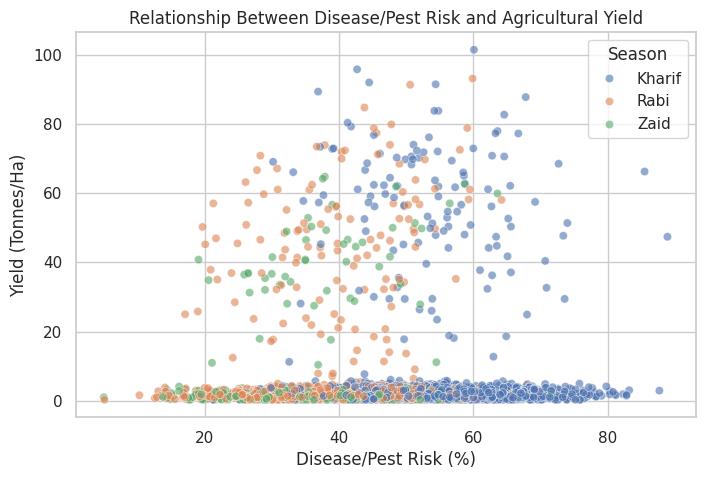 Relationship Between Disease/Pest Risk and Agricultural Yield
Season
Kharif
Rabi
Zaid
Yield (Tonnes/Ha)
100
80
60
40
20
0
20 40 60 80
Disease/Pest Risk (%)